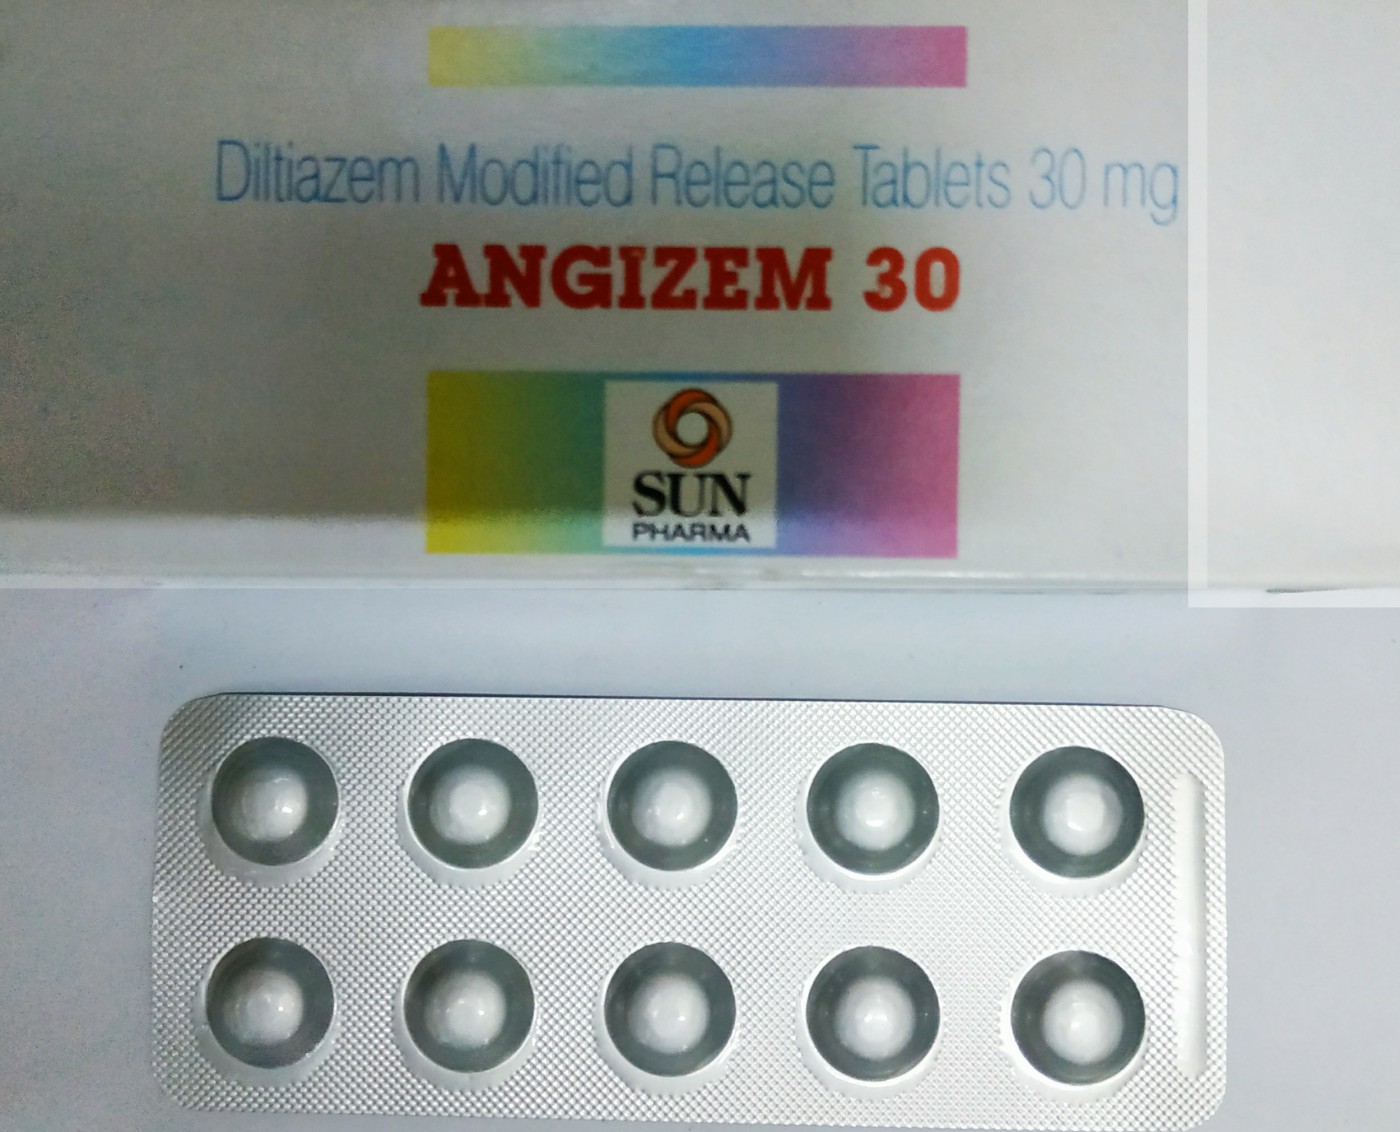 Diltiazem Modified Release Tablets 30 mg
ANGIZEM 30
SUN
PHARMA